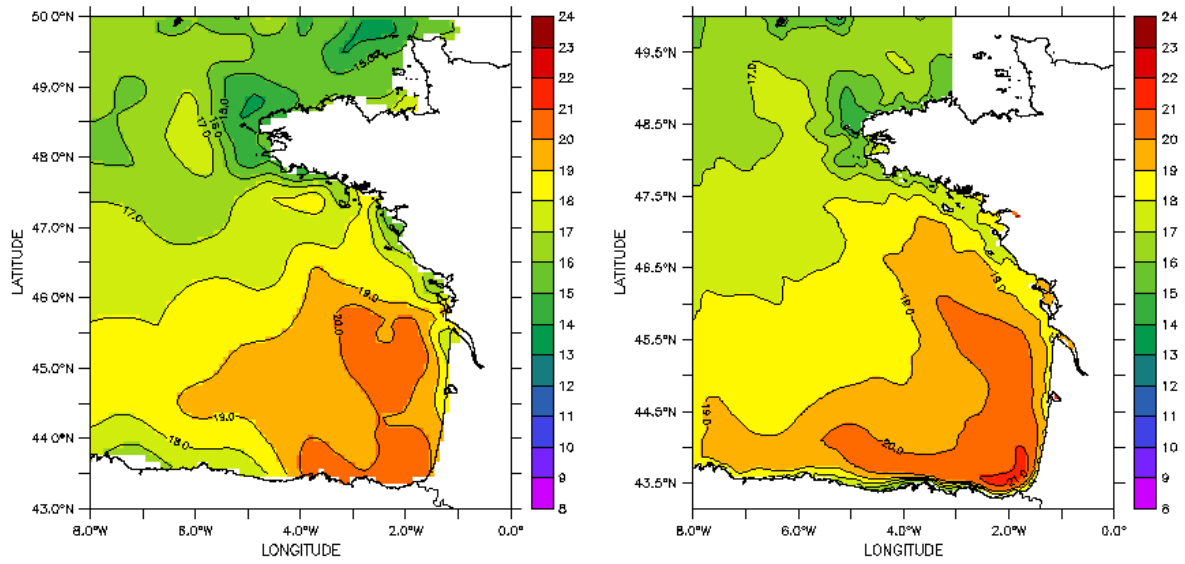 50.0°N
49.0°N
48.0°N
47.0°N
46.0°N
45.0°N
44.0°N
43.0°N
LATITUDE
8.0°W
6.0°W
4.0°W
2.0°W
0.0°
LONGITUDE
15.0
15.0
16.0
17.0
17.0
19.0
20.0
19.0
18.0
24
23
22
21
20
19
18
17
16
15
14
13
12
11
10
9
8
49.5°N
48.5°N
47.5°N
46.5°N
45.5°N
44.5°N
43.5°N
LATITUDE
8.0°W
6.0°W
4.0°W
2.0°W
0.0°
LONGITUDE
17.0
19.0
19.0
19.0
20.0
21.0
24
23
22
21
20
19
18
17
16
15
14
13
12
11
10
9
8